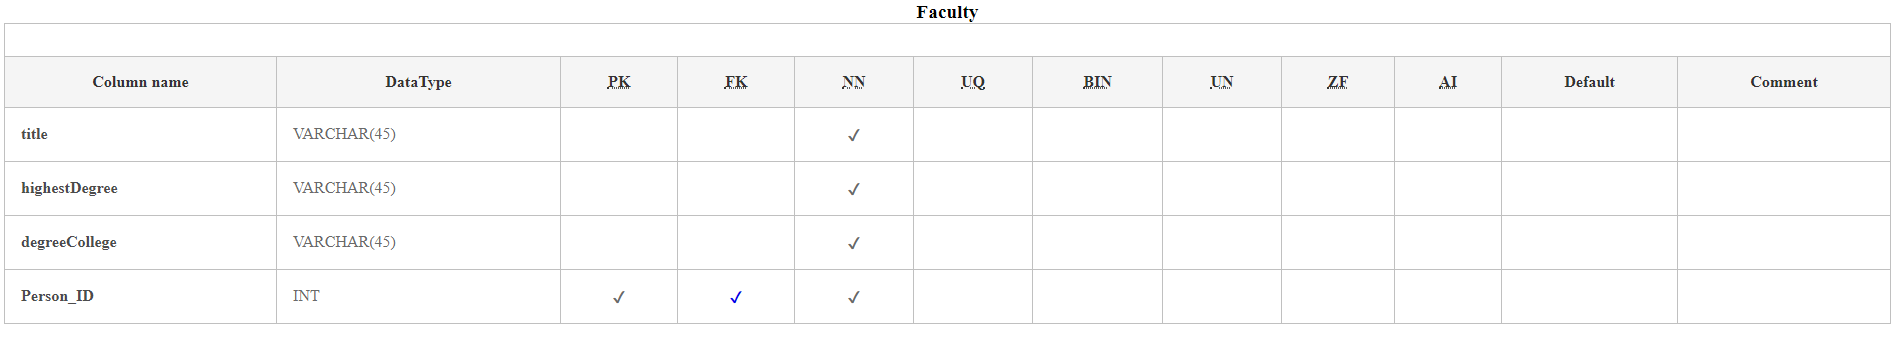 Faculty
Column name DataType PK FK NN UQ BIN UN ZF AI Default Comment
title VARCHAR(45) ✓
highestDegree VARCHAR(45) ✓
degreeCollege VARCHAR(45) ✓
Person_ID INT ✓ ✓ ✓